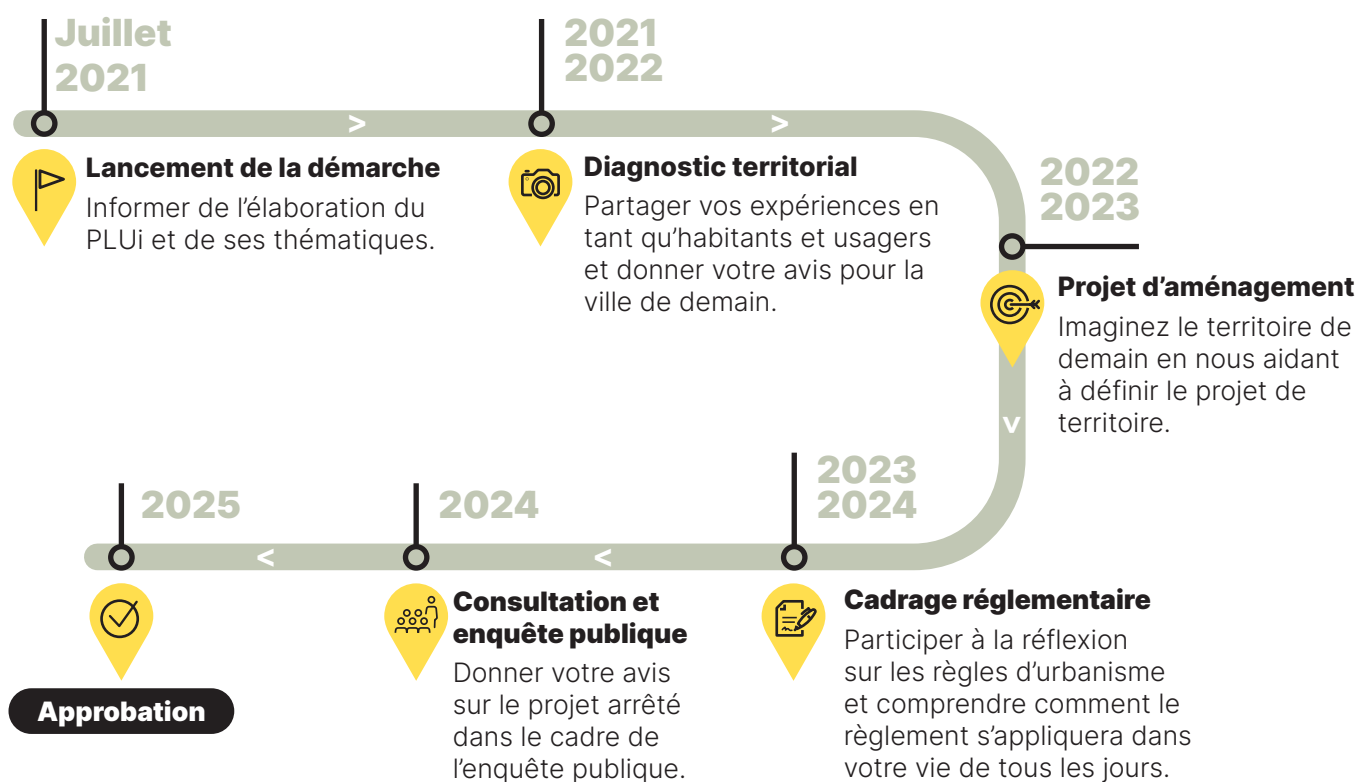 Juillet
2021
Lancement de la démarche
Informer de l’élaboration du
PLUi et de ses thématiques.
2021
2022
Diagnostic territorial
Partager vos expériences en
tant qu’habitants et usagers
et donner votre avis pour la
ville de demain.
2022
2023
Projet d’aménagement
Imaginez le territoire de
demain en nous aidant
à définir le projet de
territoire.
2023
2024
Cadrage réglementaire
Participer à la réflexion
sur les règles d’urbanisme
et comprendre comment le
règlement s’appliquera dans
votre vie de tous les jours.
2024
Consultation et
enquête publique
Donner votre avis
sur le projet arrêté
dans le cadre de
l’enquête publique.
2025
Approbation